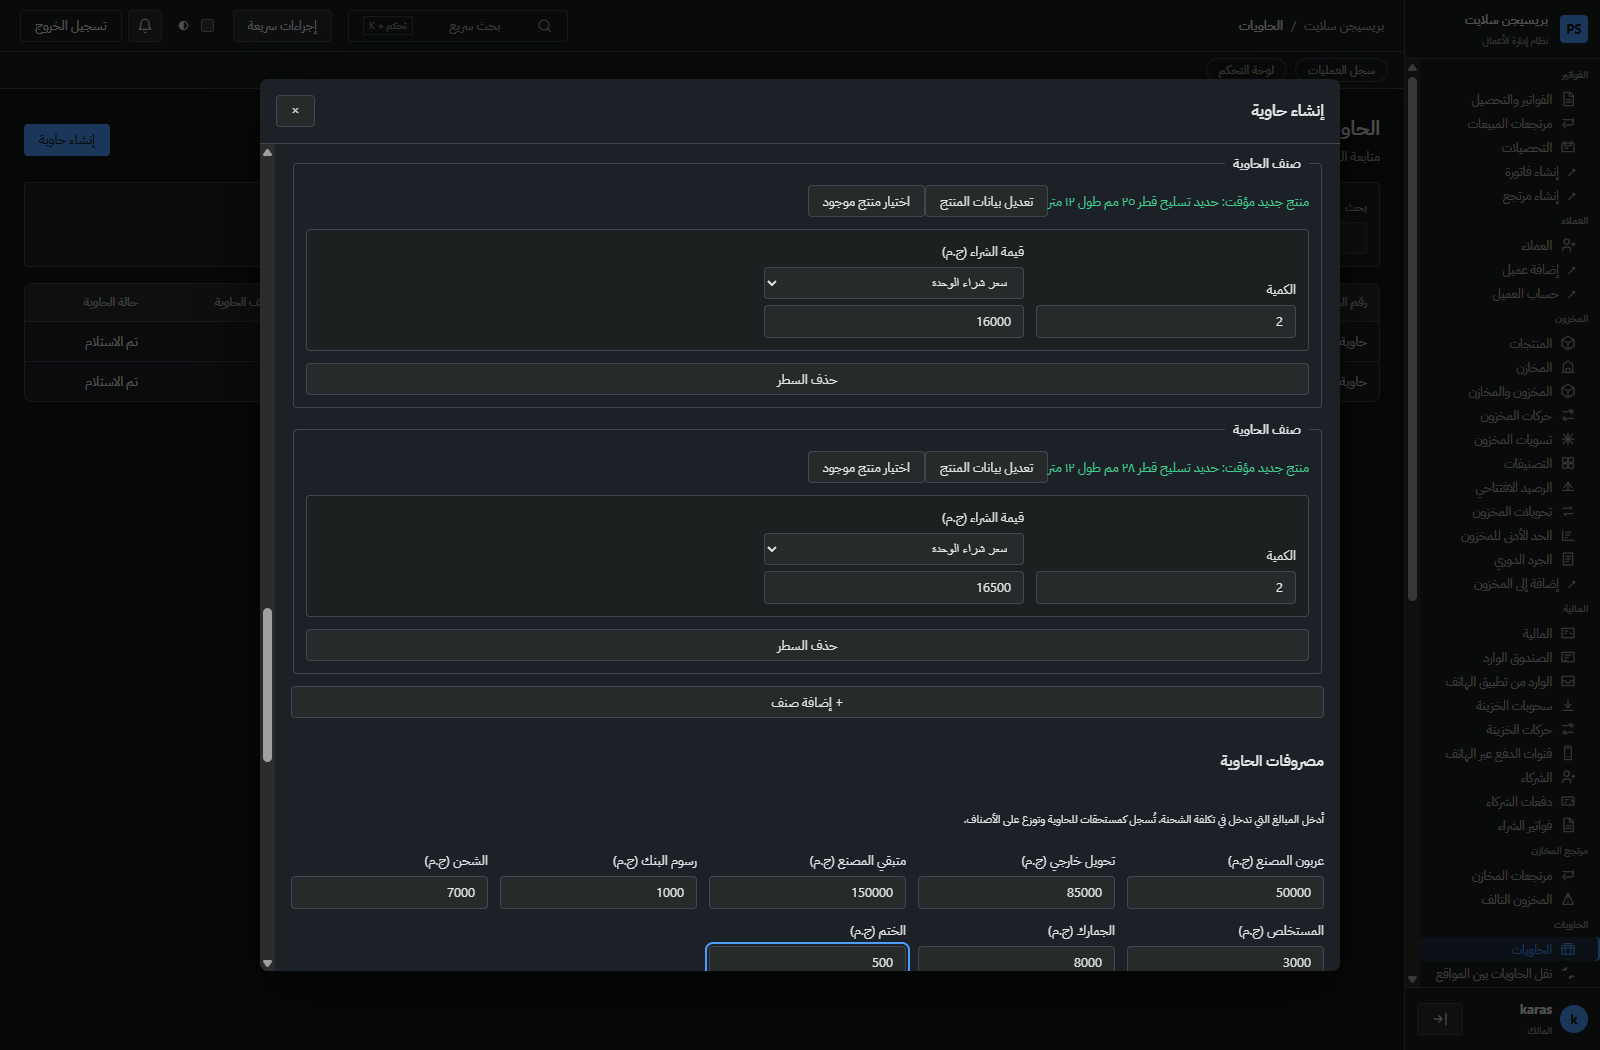 بريسيجن سلايت
نظام إدارة الأعمال
PS
بريسيجن سلايت / الحاويات
بحث سريع
تحكم + K
إجراءات سريعة
تسجيل الخروج
سجل العمليات
لوحة التحكم
الفواتير
الفواتير والتحصيل
مرتجعات المبيعات
التحصيلات
إنشاء فاتورة
إنشاء مرتجع
العملاء
العملاء
إضافة عميل
حساب العميل
المخزون
المنتجات
المخازن
المخزون والمخازن
حركات المخزون
تسويات المخزون
التصنيفات
الرصيد الافتتاحي
تحويلات المخزون
الحد الأدنى للمخزون
الجرد الدوري
إضافة إلى المخزون
المالية
المالية
الصندوق الوارد
الوارد من تطبيق الهاتف
سحوبات الخزينة
حركات الخزينة
قنوات الدفع عبر الهاتف
الشركاء
دفعات الشركاء
فواتير الشراء
مرتجع المخازن
مرتجعات المخازن
المخزون التالف
الحاويات
الحاويات
نقل الحاويات بين المواقع
karas
المالك
k
إنشاء حاوية
بحث
حالة الحاوية
حاوية
تم الاستلام
حاوية
تم الاستلام
إنشاء حاوية
×
صنف الحاوية
منتج جديد مؤقت: حديد تسليح قطر ٢٥ مم طول ١٢ متر
تعديل بيانات المنتج
اختيار منتج موجود
الكمية
2
قيمة الشراء (ج.م)
سعر شراء الوحدة
16000
حذف السطر
صنف الحاوية
منتج جديد مؤقت: حديد تسليح قطر ٢٨ مم طول ١٢ متر
تعديل بيانات المنتج
اختيار منتج موجود
الكمية
2
قيمة الشراء (ج.م)
سعر شراء الوحدة
16500
حذف السطر
+ إضافة صنف
مصروفات الحاوية
أدخل المبالغ التي تدخل في تكلفة الشحنة. تُسجل كمستحقات للحاوية وتوزع على الأصناف.
عربون المصنع (ج.م)
50000
تحويل خارجي (ج.م)
85000
متبقي المصنع (ج.م)
150000
رسوم البنك (ج.م)
1000
الشحن (ج.م)
7000
المستخلص (ج.م)
3000
الجمارك (ج.م)
8000
الختم (ج.م)
500